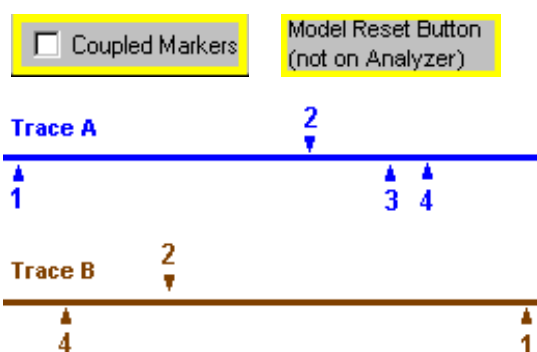 Coupled Markers
Model Reset Button
(not on Analyzer)
Trace A
2
1
3 4
Trace B
2
4
1